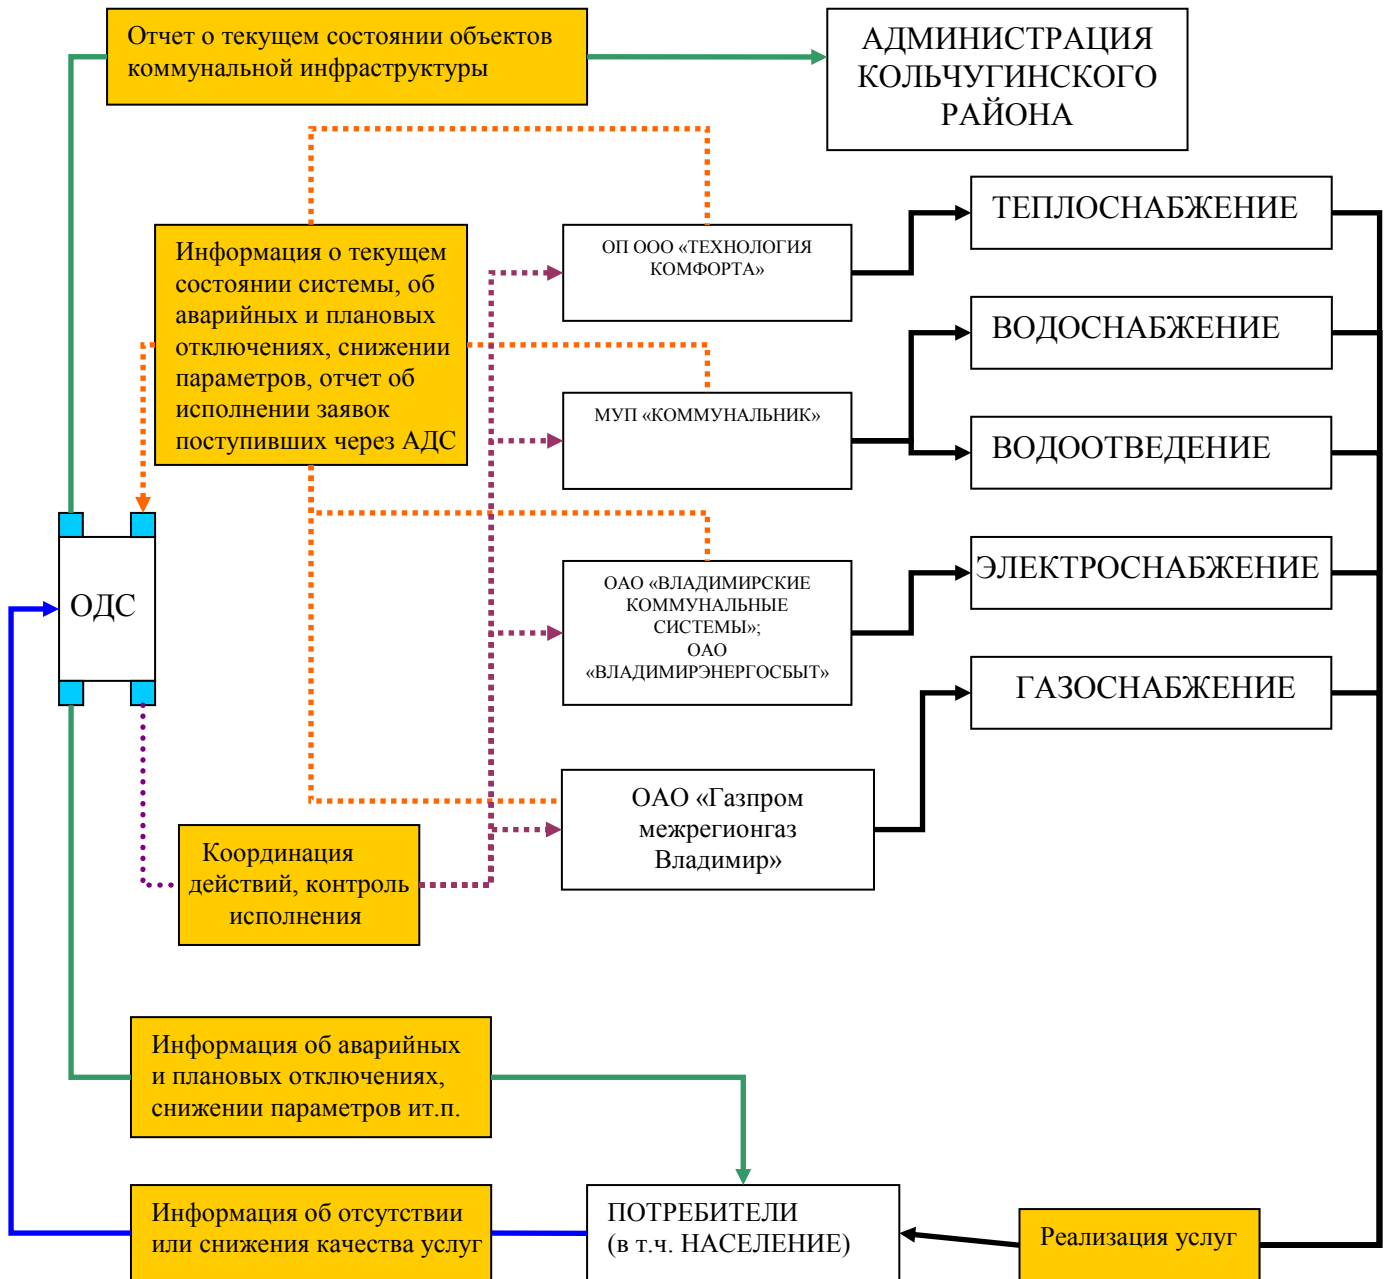 Отчет о текущем состоянии объектов
коммунальной инфраструктуры
АДМИНИСТРАЦИЯ
КОЛЬЧУГИНСКОГО
РАЙОНА
ТЕПЛОСНАБЖЕНИЕ
Информация о текущем
состоянии системы, об
аварийных и плановых
отключениях, снижении
параметров, отчет об
исполнении заявок
поступивших через АДС
ОП ООО «ТЕХНОЛОГИЯ
КОМФОРТА»
ВОДОСНАБЖЕНИЕ
МУП «КОММУНАЛЬНИК»
ВОДООТВЕДЕНИЕ
ОДС
ОАО «ВЛАДИМИРСКИЕ
КОММУНАЛЬНЫЕ
СИСТЕМЫ»;
ОАО
«ВЛАДИМИРЭНЕРГОСБЫТ»
ЭЛЕКТРОСНАБЖЕНИЕ
ГАЗОСНАБЖЕНИЕ
ОАО «Газпром
межрегионгаз
Владимир»
Координация
действий, контроль
исполнения
Информация об аварийных
и плановых отключениях,
снижении параметров ит.п.
Информация об отсутствии
или снижения качества услуг
ПОТРЕБИТЕЛИ
(в т.ч. НАСЕЛЕНИЕ)
Реализация услуг